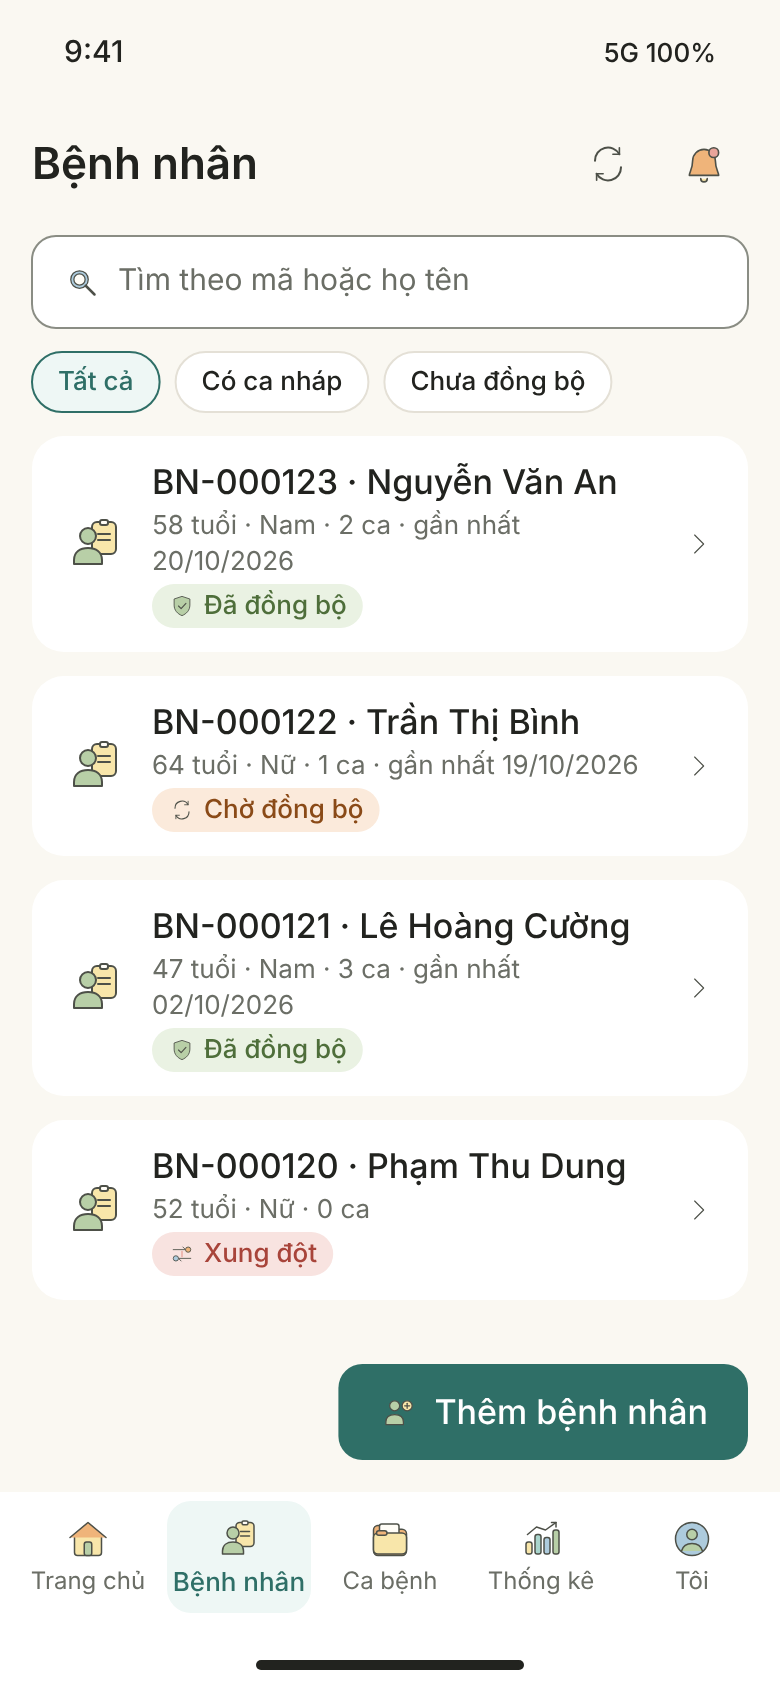 9:41
5G 100%
Bệnh nhân
Tìm theo mã hoặc họ tên
Tất cả
Có ca nháp
Chưa đồng bộ
BN-000123 · Nguyễn Văn An
58 tuổi · Nam · 2 ca · gần nhất
20/10/2026
Đã đồng bộ
BN-000122 · Trần Thị Bình
64 tuổi · Nữ · 1 ca · gần nhất 19/10/2026
Chờ đồng bộ
BN-000121 · Lê Hoàng Cường
47 tuổi · Nam · 3 ca · gần nhất
02/10/2026
Đã đồng bộ
BN-000120 · Phạm Thu Dung
52 tuổi · Nữ · 0 ca
Xung đột
Thêm bệnh nhân
Trang chủ
Bệnh nhân
Ca bệnh
Thống kê
Tôi